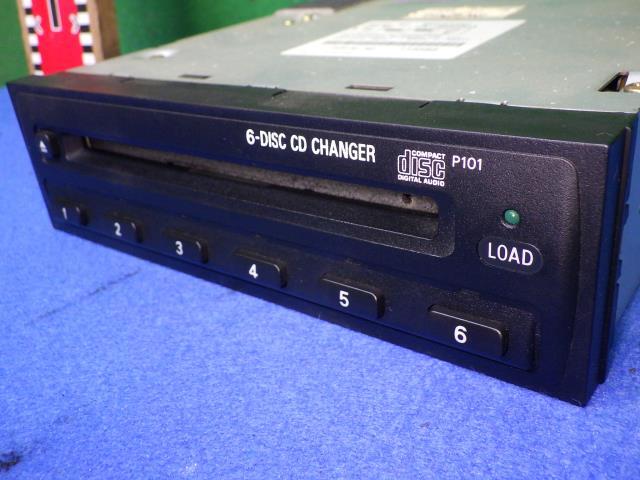 6-DISC CD CHANGER
COMPACT
disc
DIGITAL AUDIO
P101
LOAD
1
2
3
4
5
6